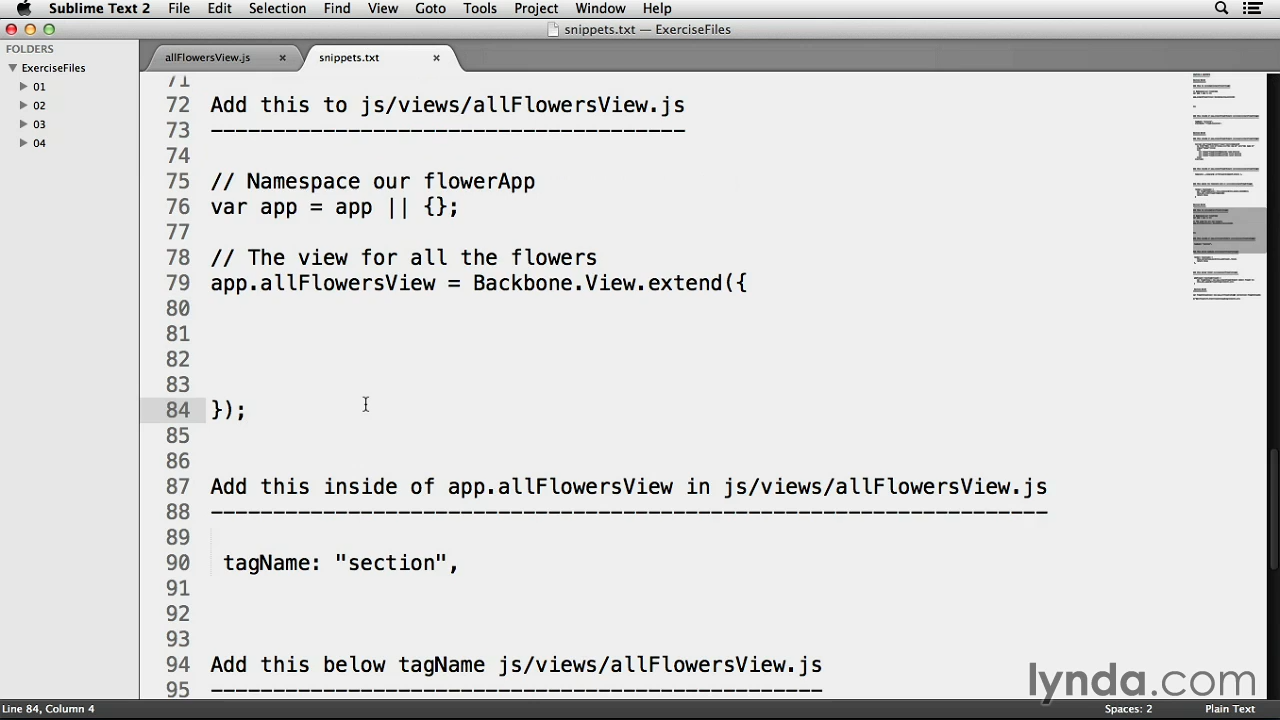 Sublime Text 2 File Edit Selection Find View Goto Tools Project Window Help
snippets.txt — ExerciseFiles
FOLDERS
ExerciseFiles
01
02
03
04
allFlowersView.js
snippets.txt
71
72 Add this to js/views/allFlowersView.js
73 --------------------------------------
74
75 // Namespace our flowerApp
76 var app = app || {};
77
78 // The view for all the flowers
79 app.allFlowersView = Backbone.View.extend({
80
81
82
83
84 });
85
86
87 Add this inside of app.allFlowersView in js/views/allFlowersView.js
88 -------------------------------------------------------------------
89
90 tagName: "section",
91
92
93
94 Add this below tagName js/views/allFlowersView.js
95 -------------------------------------------------
lynda.com
Line 84, Column 4
Spaces: 2
Plain Text